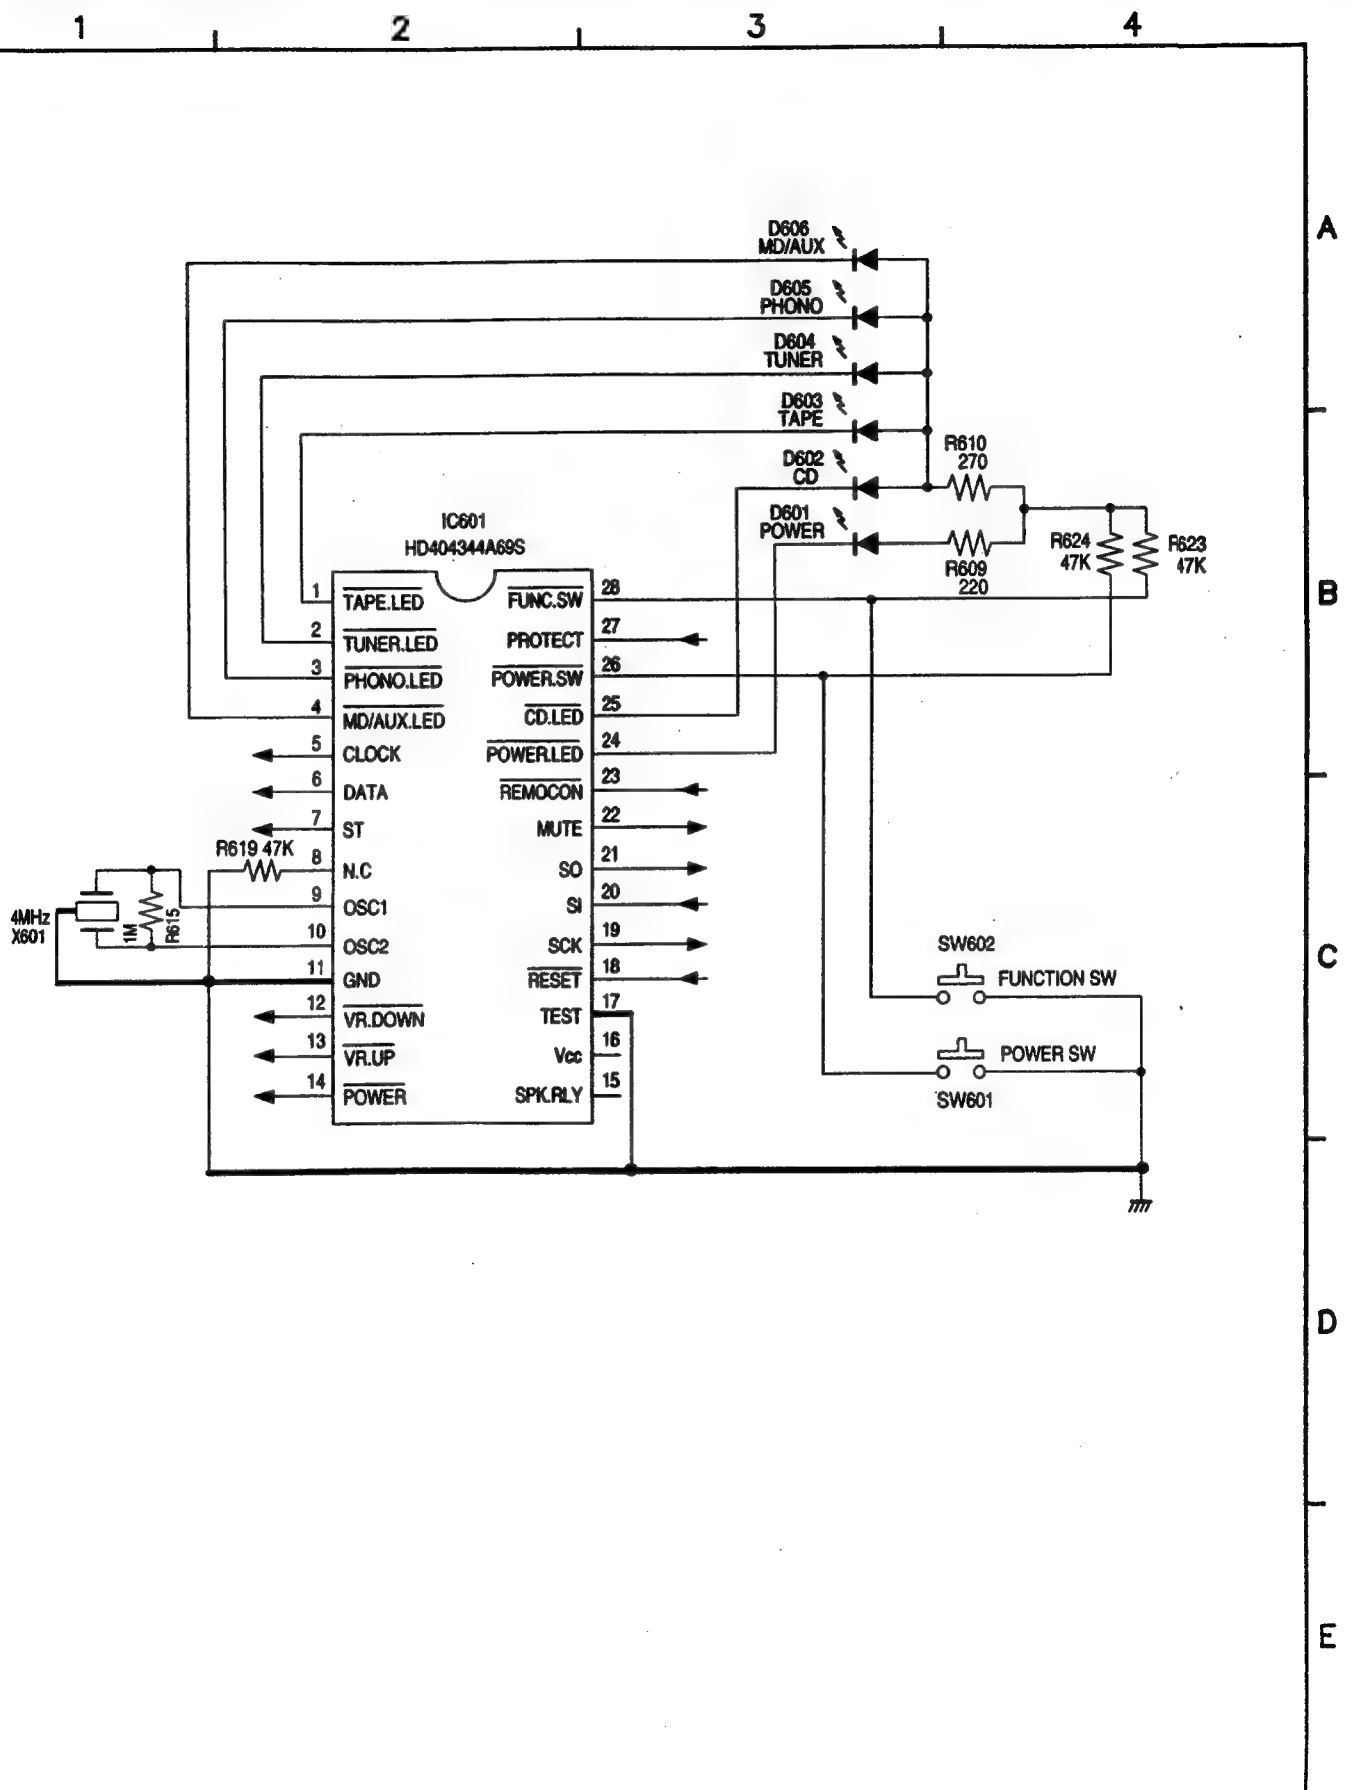 1 2 3 4
A
D606
MD/AUX
D605
PHONO
D604
TUNER
D603
TAPE
D602
CD
D601
POWER
R610
270
R609
220
R624
47K
R623
47K
B
IC601
HD404344A69S
1 TAPE.LED
2 TUNER.LED
3 PHONO.LED
4 MD/AUX.LED
5 CLOCK
6 DATA
7 ST
8 N.C
9 OSC1
10 OSC2
11 GND
12 VR.DOWN
13 VR.UP
14 POWER
FUNC.SW 28
PROTECT 27
POWER.SW 26
CD.LED 25
POWER.LED 24
REMOCON 23
MUTE 22
SO 21
SI 20
SCK 19
RESET 18
TEST 17
Vcc 16
SPK.RLY 15
R619 47K
4MHz
X601
1M
R615
SW602
FUNCTION SW
POWER SW
SW601
C
D
E